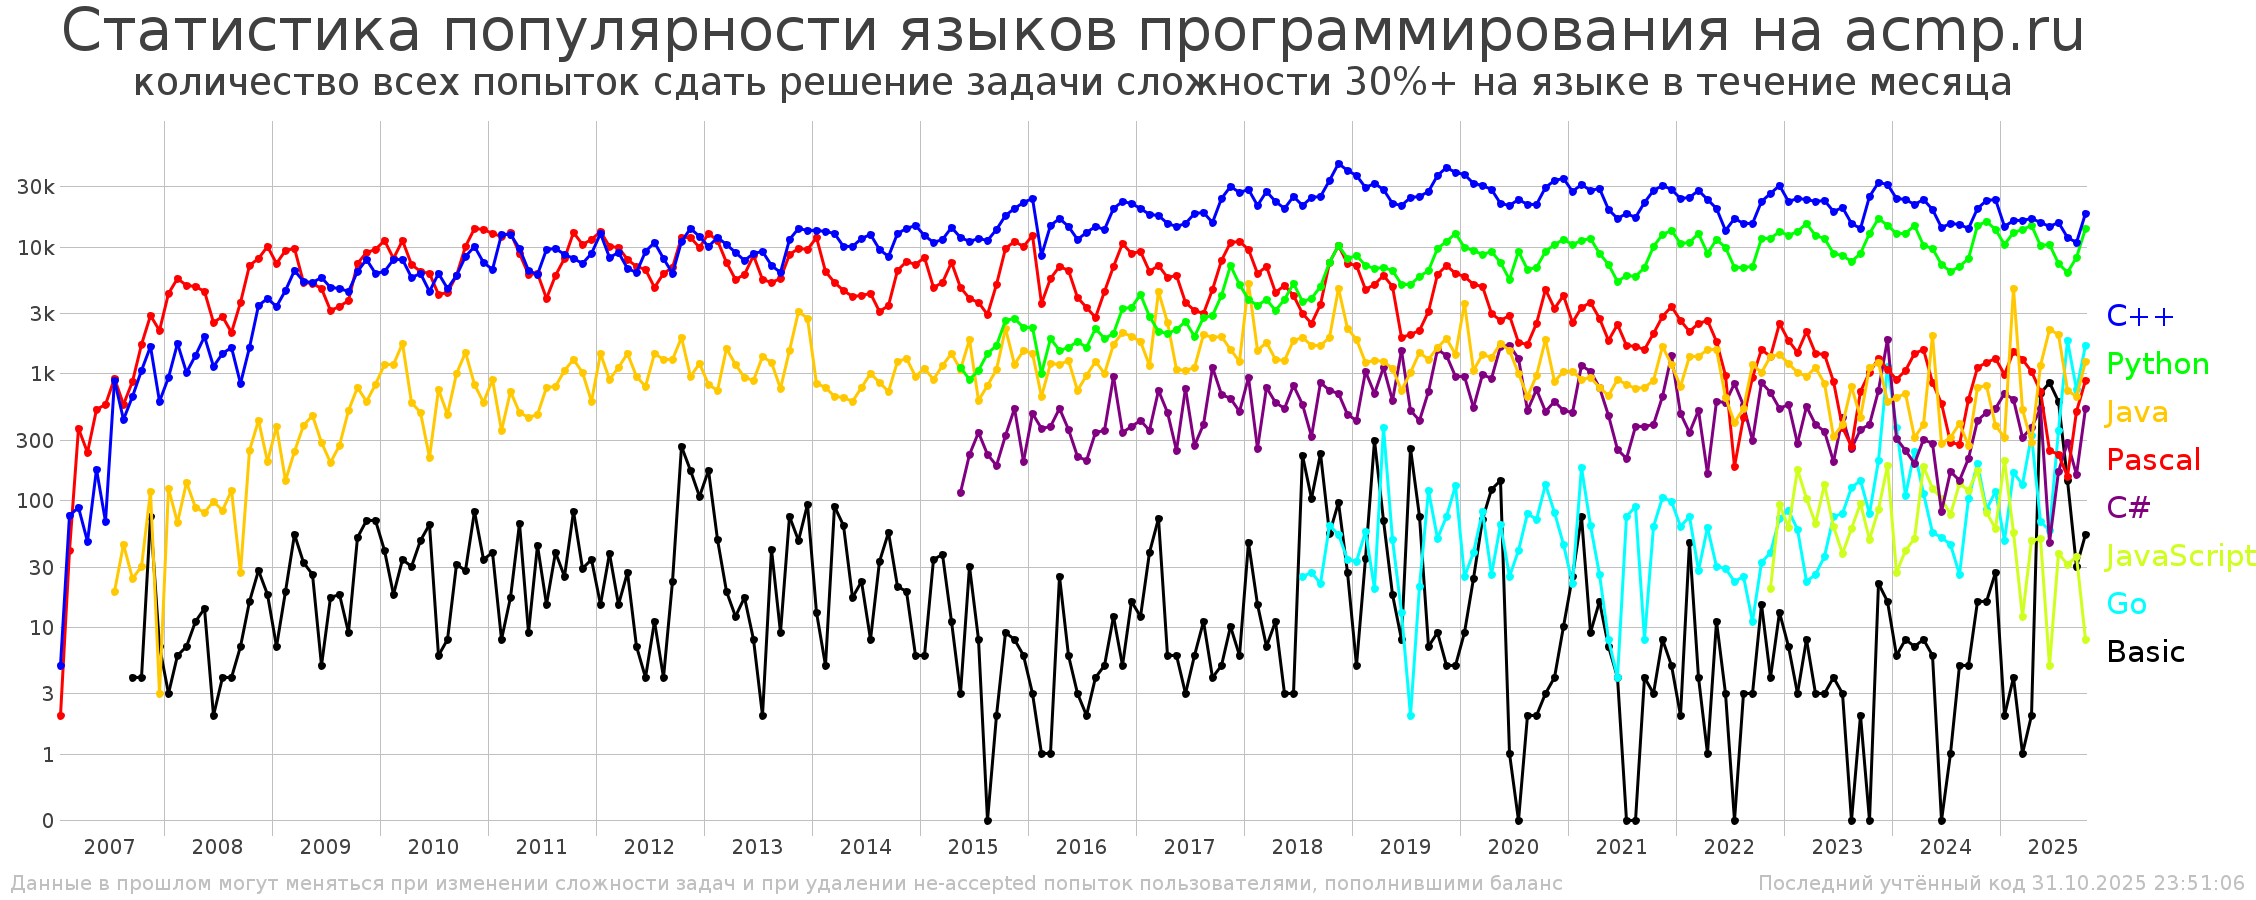 Статистика популярности языков программирования на acmp.ru
количество всех попыток сдать решение задачи сложности 30%+ на языке в течение месяца
30k
10k
3k
1k
300
100
30
10
3
1
0
C++
Python
Java
Pascal
C#
JavaScript
Go
Basic
2007 2008 2009 2010 2011 2012 2013 2014 2015 2016 2017 2018 2019 2020 2021 2022 2023 2024 2025
Данные в прошлом могут меняться при изменении сложности задач и при удалении не-accepted попыток пользователями, пополнившими баланс
Последний учтённый код 31.10.2025 23:51:06